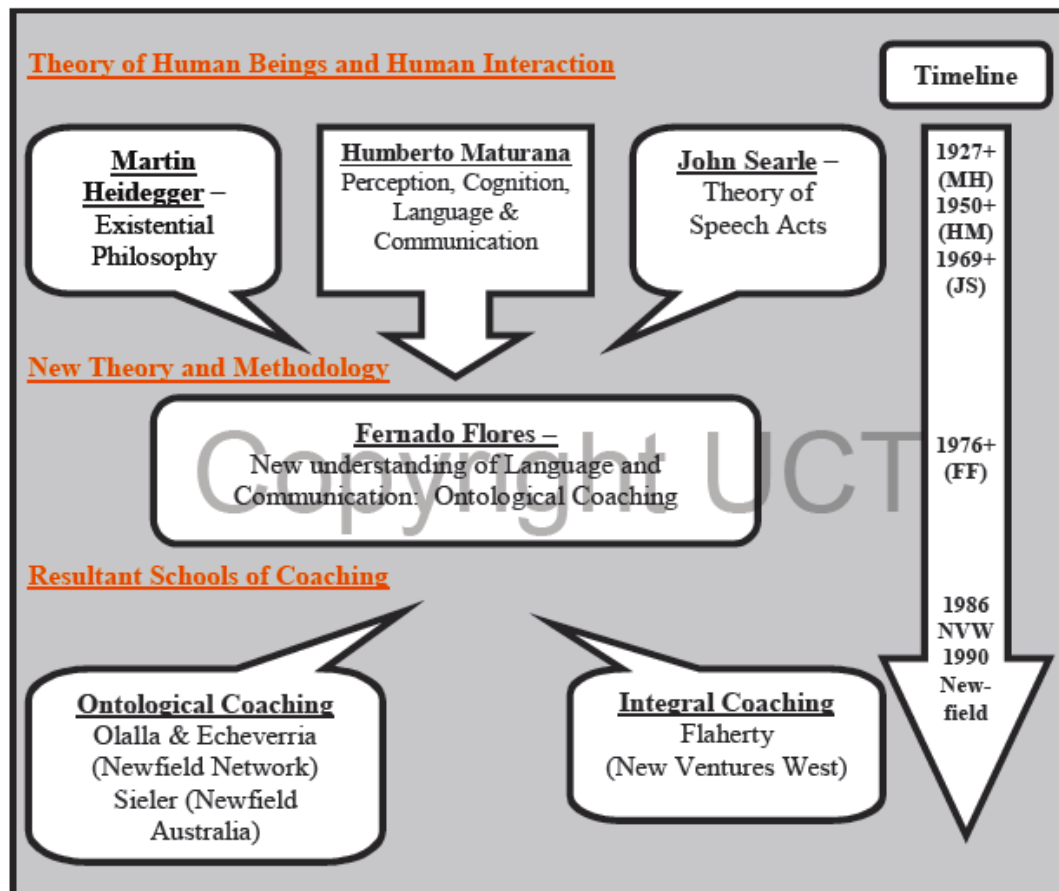 Theory of Human Beings and Human Interaction
Timeline
Martin
Heidegger –
Existential
Philosophy
Humberto Maturana
Perception, Cognition,
Language &
Communication
John Searle –
Theory of
Speech Acts
1927+
(MH)
1950+
(HM)
1969+
(JS)
New Theory and Methodology
Fernado Flores –
New understanding of Language and
Communication: Ontological Coaching
1976+
(FF)
Copyright UCT
Resultant Schools of Coaching
1986
NVW
1990
New-
field
Ontological Coaching
Olalla & Echeverria
(Newfield Network)
Sieler (Newfield
Australia)
Integral Coaching
Flaherty
(New Ventures West)